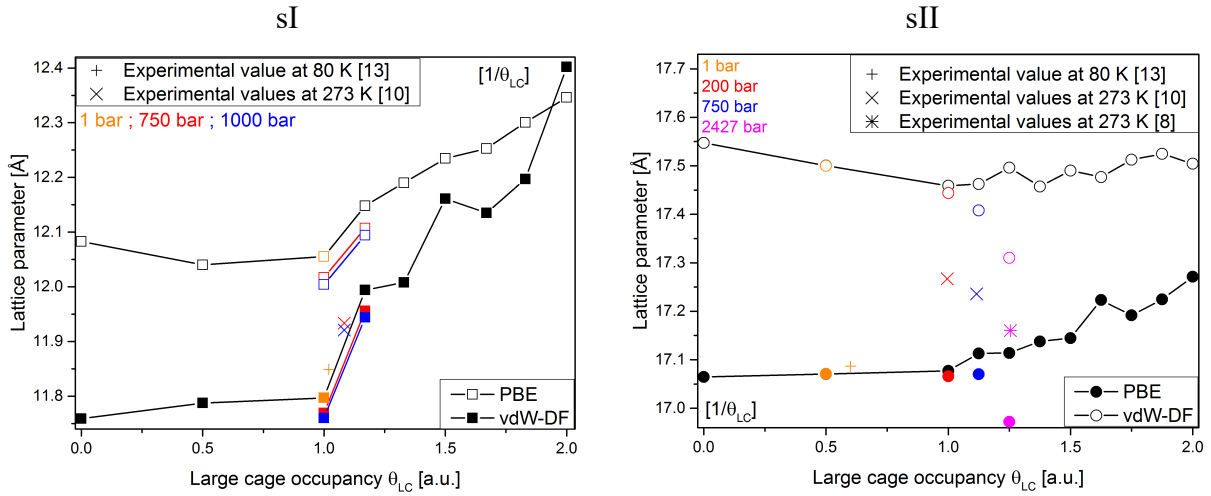 sI
12.4
12.3
12.2
12.1
12.0
11.9
11.8
Lattice parameter [Å]
Experimental value at 80 K [13]
Experimental values at 273 K [10]
[1/θLC]
1 bar ; 750 bar ; 1000 bar
PBE
vdW-DF
0.0
0.5
1.0
1.5
2.0
Large cage occupancy θLC [a.u.]
sII
17.7
17.6
17.5
17.4
17.3
17.2
17.1
17.0
Lattice parameter [Å]
1 bar
200 bar
750 bar
2427 bar
Experimental value at 80 K [13]
Experimental values at 273 K [10]
Experimental values at 273 K [8]
[1/θLC]
PBE
vdW-DF
0.0
0.5
1.0
1.5
2.0
Large cage occupancy θLC [a.u.]